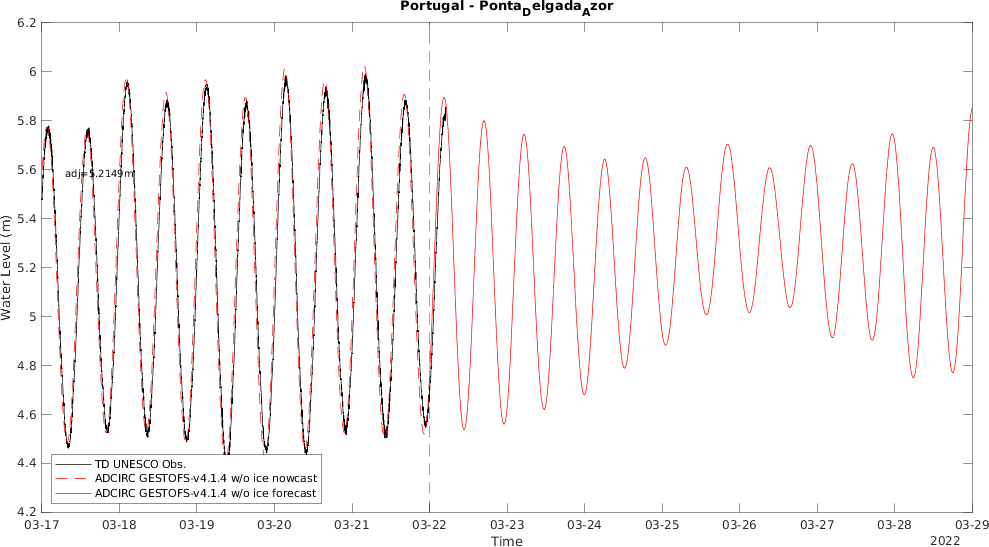 Portugal - PontaDelgadaAzor
6.2
6
5.8
5.6
5.4
5.2
5
4.8
4.6
4.4
4.2
Water Level (m)
adj=5.2149m
TD UNESCO Obs.
ADCIRC GESTOFS-v4.1.4 w/o ice nowcast
ADCIRC GESTOFS-v4.1.4 w/o ice forecast
03-17 03-18 03-19 03-20 03-21 03-22 03-23 03-24 03-25 03-26 03-27 03-28 03-29
Time
2022